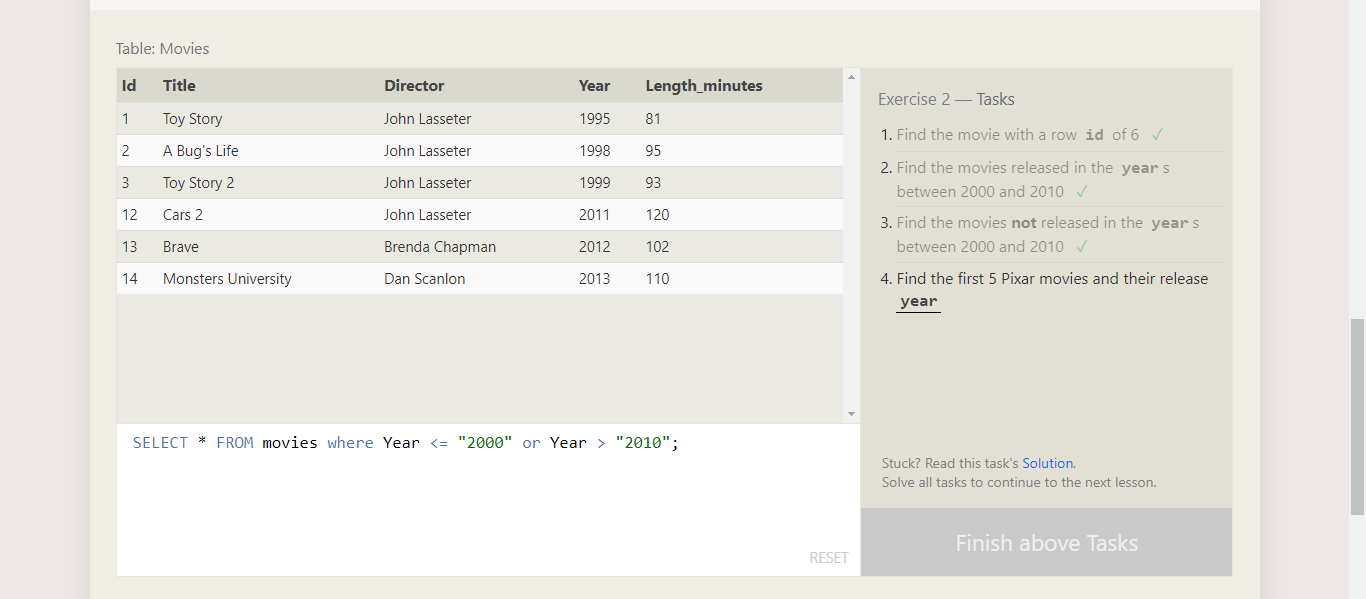 Table: Movies
Id Title Director Year Length_minutes
1 Toy Story John Lasseter 1995 81
2 A Bug's Life John Lasseter 1998 95
3 Toy Story 2 John Lasseter 1999 93
12 Cars 2 John Lasseter 2011 120
13 Brave Brenda Chapman 2012 102
14 Monsters University Dan Scanlon 2013 110
SELECT * FROM movies where Year <= "2000" or Year > "2010";
RESET
Exercise 2 — Tasks
1. Find the movie with a row id of 6 ✓
2. Find the movies released in the year s
between 2000 and 2010 ✓
3. Find the movies not released in the year s
between 2000 and 2010 ✓
4. Find the first 5 Pixar movies and their release
year
Stuck? Read this task's Solution.
Solve all tasks to continue to the next lesson.
Finish above Tasks